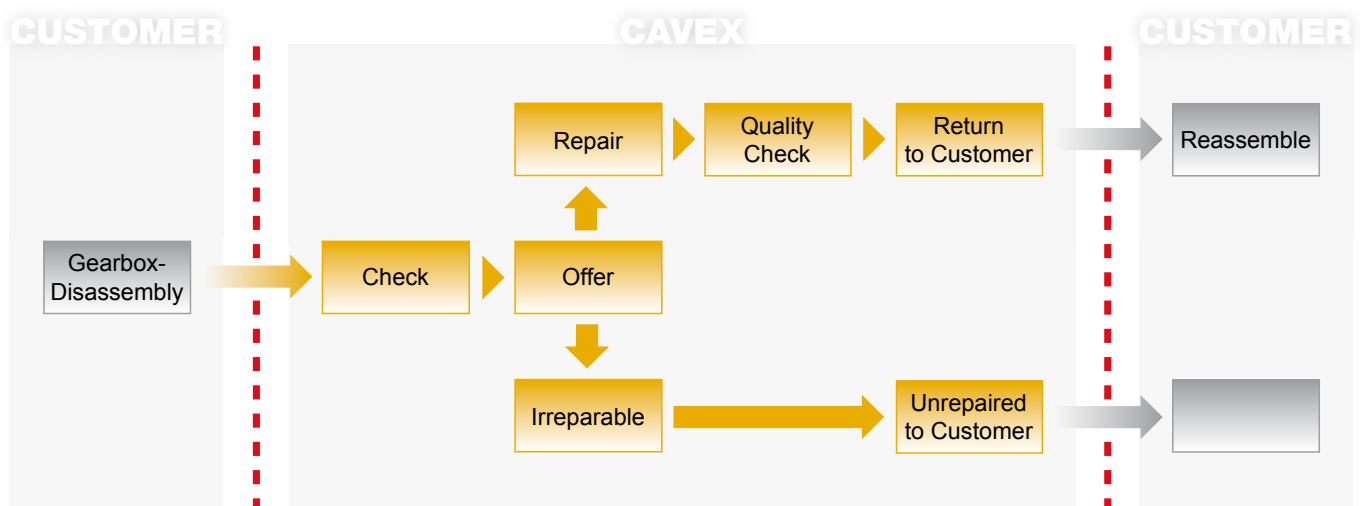 CUSTOMER
CAVEX
CUSTOMER
Repair
Quality
Check
Return
to Customer
Reassemble
Gearbox-
Disassembly
Check
Offer
Irreparable
Unrepaired
to Customer